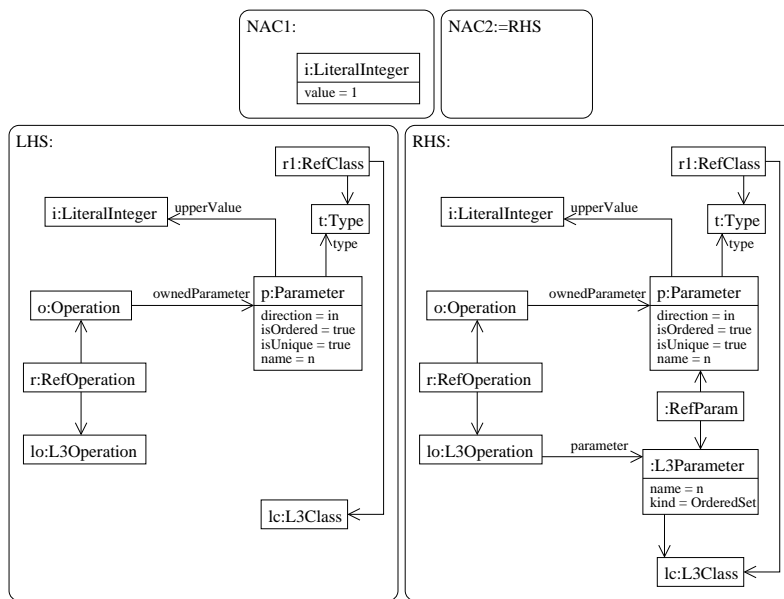 NAC1:
i:LiteralInteger
value = 1
NAC2:=RHS
LHS:
r1:RefClass
i:LiteralInteger
upperValue
t:Type
type
o:Operation
ownedParameter
p:Parameter
direction = in
isOrdered = true
isUnique = true
name = n
r:RefOperation
lo:L3Operation
lc:L3Class
RHS:
r1:RefClass
i:LiteralInteger
upperValue
t:Type
type
o:Operation
ownedParameter
p:Parameter
direction = in
isOrdered = true
isUnique = true
name = n
r:RefOperation
:RefParam
lo:L3Operation
parameter
:L3Parameter
name = n
kind = OrderedSet
lc:L3Class